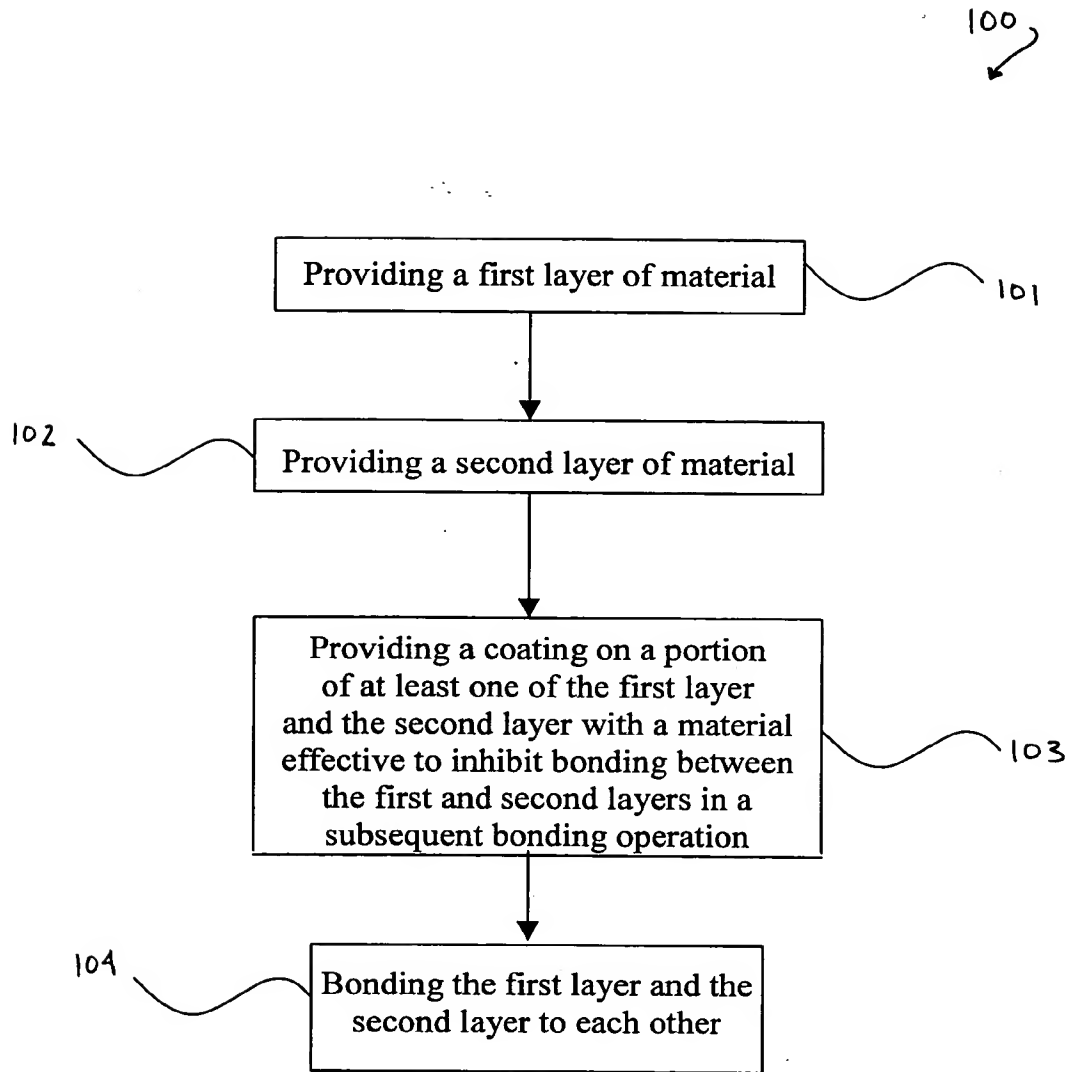 100
Providing a first layer of material
101
102
Providing a second layer of material
Providing a coating on a portion
of at least one of the first layer
and the second layer with a material
effective to inhibit bonding between
the first and second layers in a
subsequent bonding operation
103
104
Bonding the first layer and the
second layer to each other